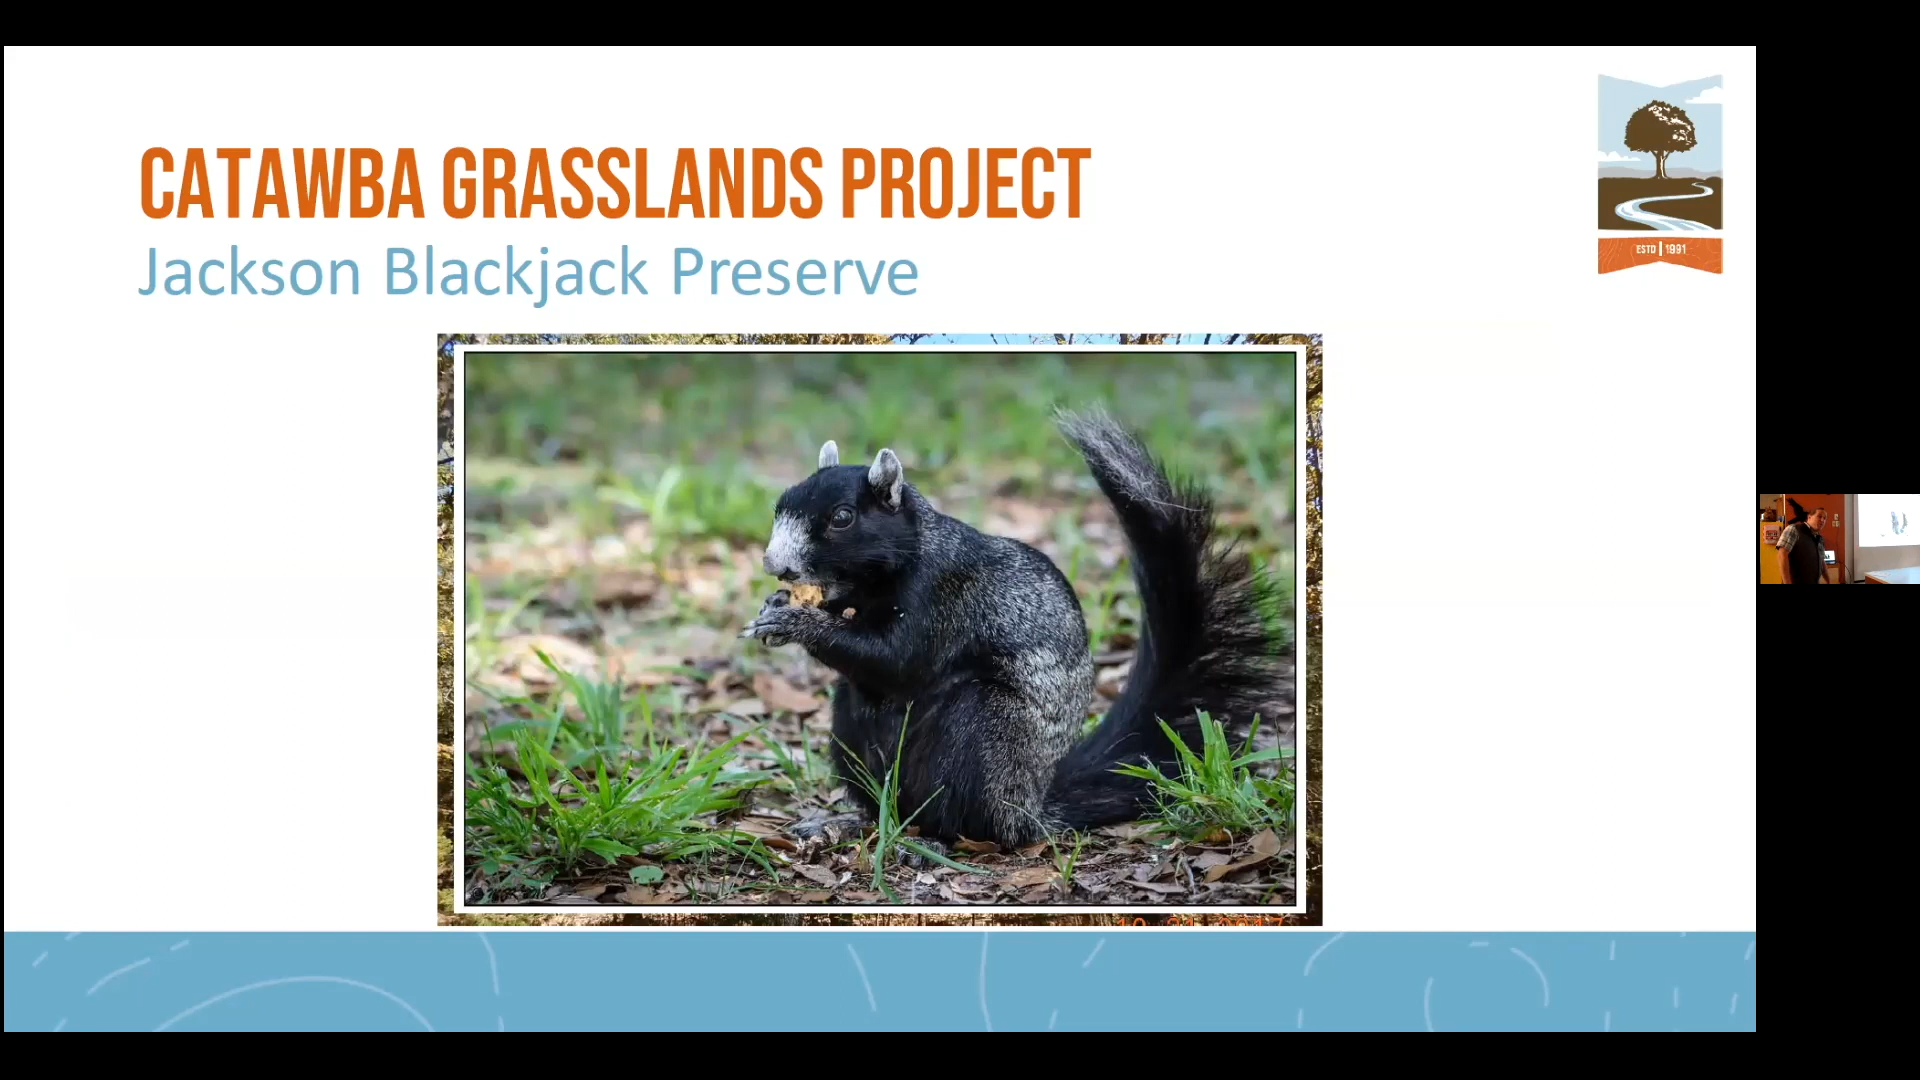 CATAWBA GRASSLANDS PROJECT
Jackson Blackjack Preserve
ESTD | 1991